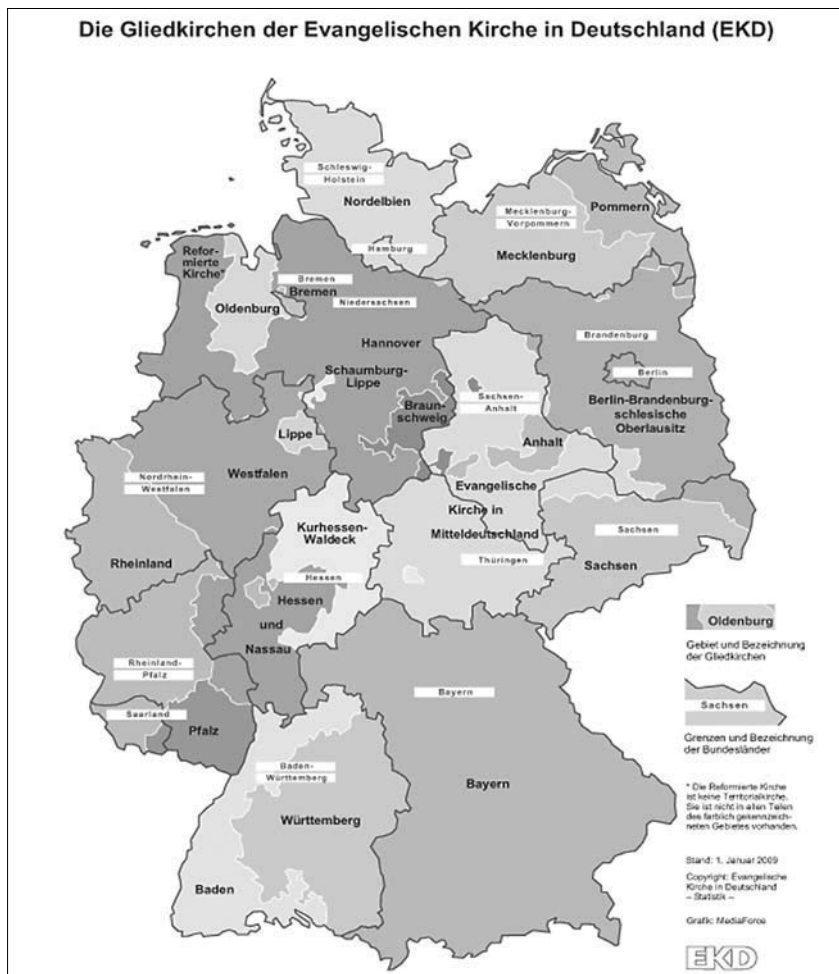 Die Gliedkirchen der Evangelischen Kirche in Deutschland (EKD)
Schleswig-
Holstein
Nordelbien
Hamburg
Mecklenburg-
Vorpommern
Pommern
Mecklenburg
Refor-
mierte
Kirche*
Oldenburg
Bremen
Bremen
Niedersachsen
Hannover
Schaumburg-
Lippe
Braun-
schweig
Brandenburg
Berlin
Berlin-Brandenburg-
schlesische
Oberlausitz
Sachsen-
Anhalt
Anhalt
Lippe
Westfalen
Nordrhein-
Westfalen
Rheinland
Evangelische
Kirche in
Mitteldeutschland
Thüringen
Sachsen
Sachsen
Kurhessen-
Waldeck
Hessen
Hessen
und
Nassau
Rheinland-
Pfalz
Saarland
Pfalz
Bayern
Bayern
Baden-
Württemberg
Württemberg
Baden
Oldenburg
Gebiet und Bezeichnung
der Gliedkirchen
Sachsen
Grenzen und Bezeichnung
der Bundesländer
* Die Reformierte Kirche
ist keine Territorialkirche.
Sie ist nicht in allen Teilen
des farblich gekennzeich-
neten Gebietes vorhanden.
Stand: 1. Januar 2009
Copyright: Evangelische
Kirche in Deutschland
– Statistik –
Grafik: MediaForce
EKD